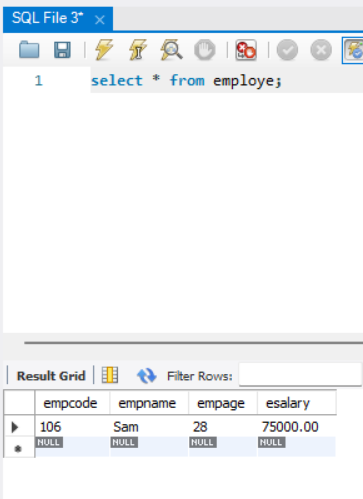 SQL File 3*
1 select * from employe;
Result Grid Filter Rows:
empcode empname empage esalary
106 Sam 28 75000.00
NULL NULL NULL NULL